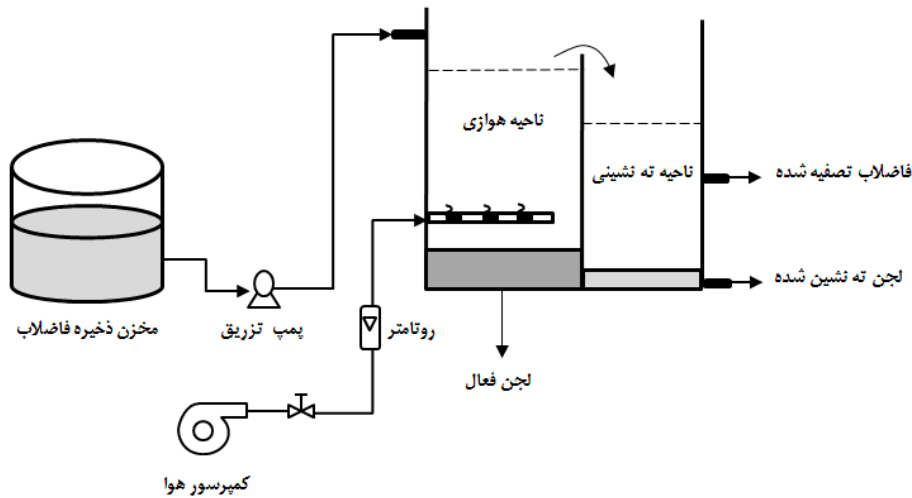 ناحیه هوازی
ناحیه ته نشینی
فاضلاب تصفیه شده
لجن ته نشین شده
مخزن ذخیره فاضلاب
پمپ تزریق
روتامتر
لجن فعال
کمپرسور هوا